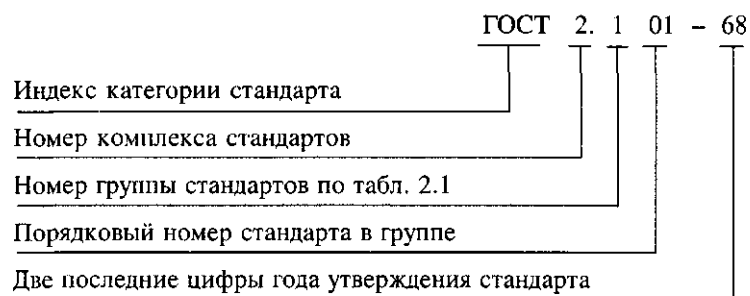 ГОСТ 2. 1 01 – 68
Индекс категории стандарта
Номер комплекса стандартов
Номер группы стандартов по табл. 2.1
Порядковый номер стандарта в группе
Две последние цифры года утверждения стандарта